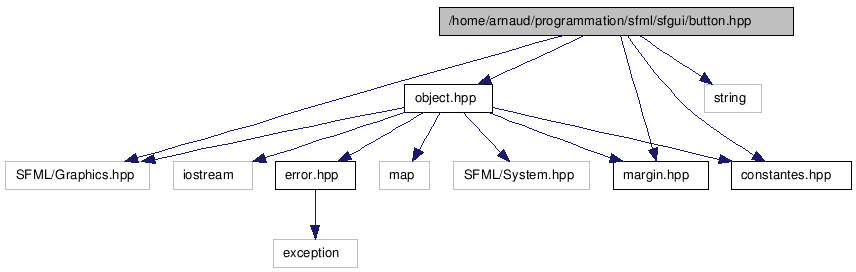 /home/arnaud/programmation/sfml/sfgui/button.hpp
object.hpp
string
SFML/Graphics.hpp
iostream
error.hpp
map
SFML/System.hpp
margin.hpp
constantes.hpp
exception